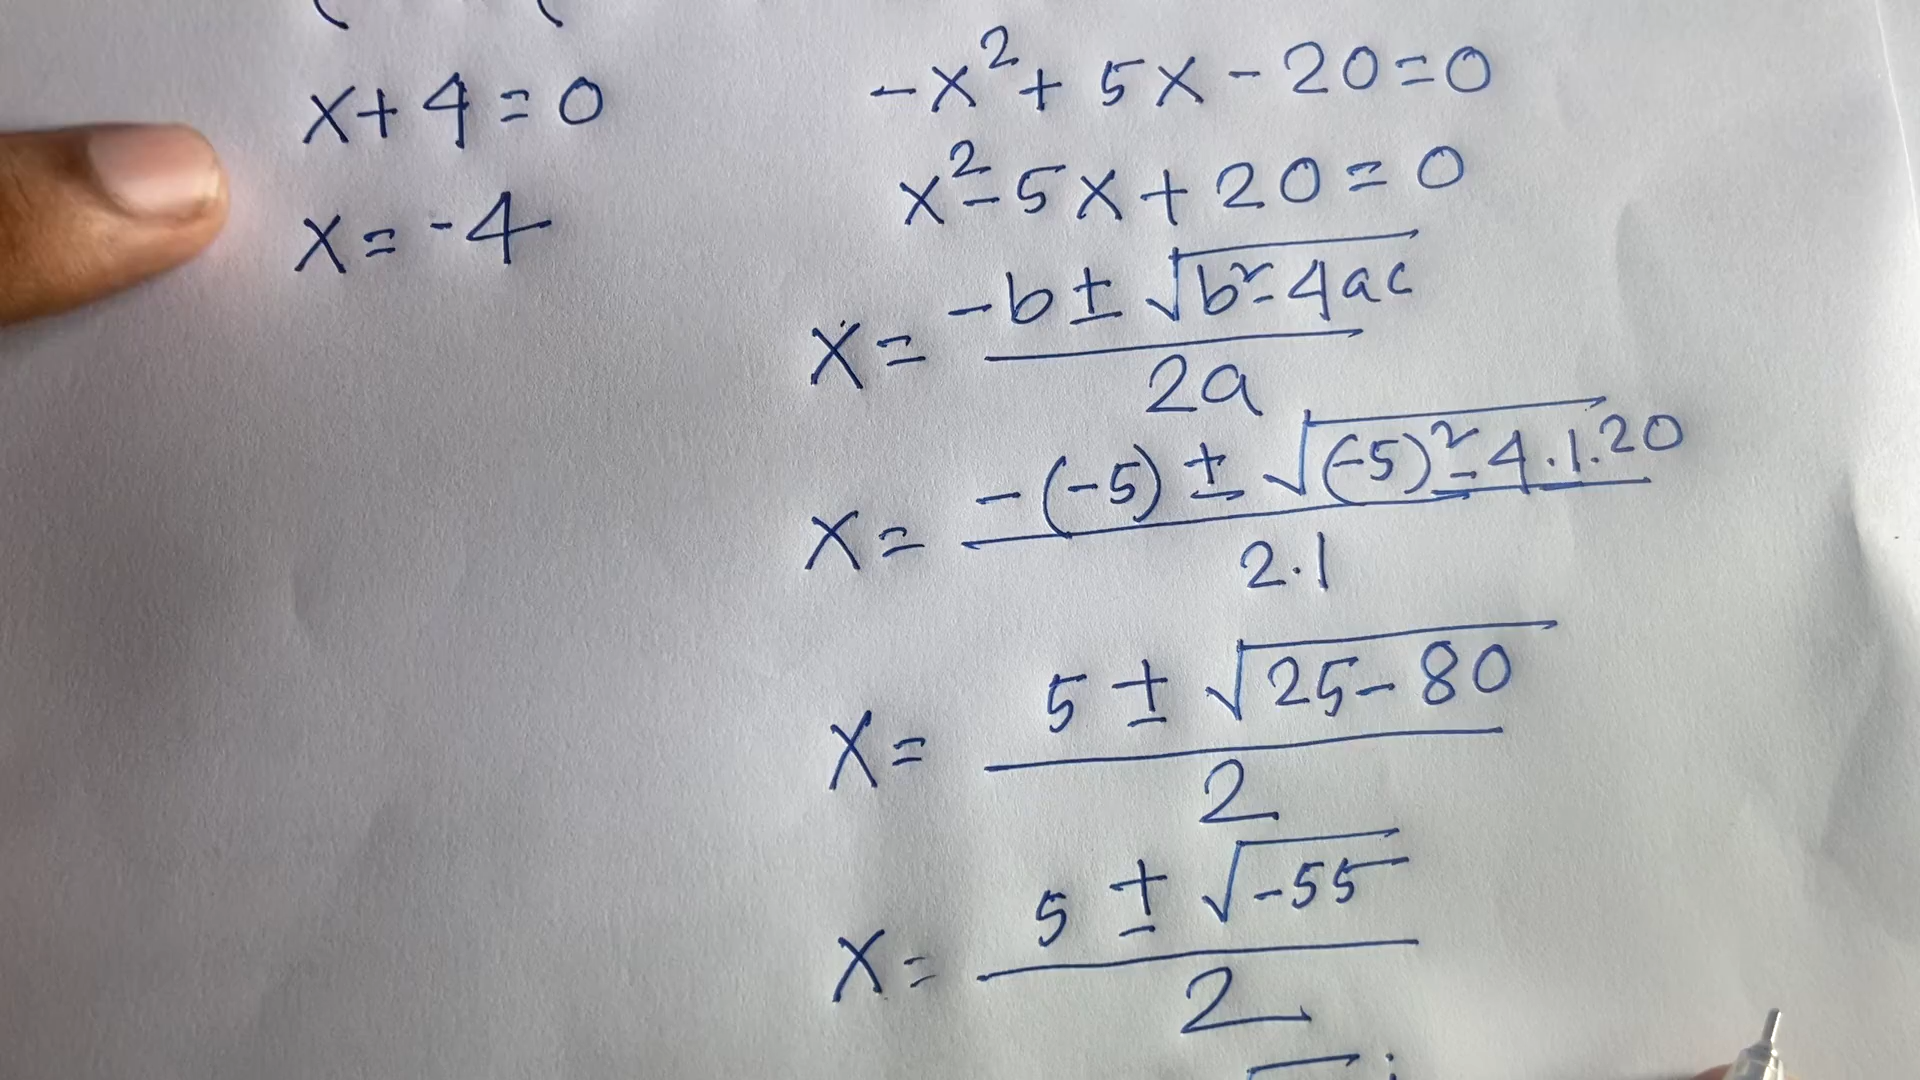 x+4=0
x=-4
-x²+5x-20=0
x²-5x+20=0
x= -b±√b²-4ac
2a
x= -(-5)±√(-5)²-4.1.20
2.1
x= 5±√25-80
2
x= 5±√-55
2